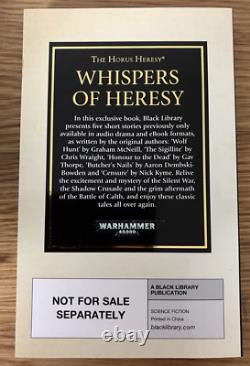 THE HORUS HERESY®
WHISPERS
OF HERESY
In this exclusive book, Black Library
presents five short stories previously only
available in audio drama and eBook formats,
as written by the original authors: 'Wolf
Hunt' by Graham McNeill, 'The Sigillite' by
Chris Wraight, 'Honour to the Dead' by Gav
Thorpe, 'Butcher's Nails' by Aaron Dembski-
Bowden and 'Censure' by Nick Kyme. Relive
the excitement and mystery of the Silent War,
the Shadow Crusade and the grim aftermath
of the Battle of Calth, and enjoy these classic
tales all over again.
WARHAMMER
40,000
NOT FOR SALE
SEPARATELY
A BLACK LIBRARY
PUBLICATION
SCIENCE FICTION
Printed in China
blacklibrary.com
thecrunge.co.uk